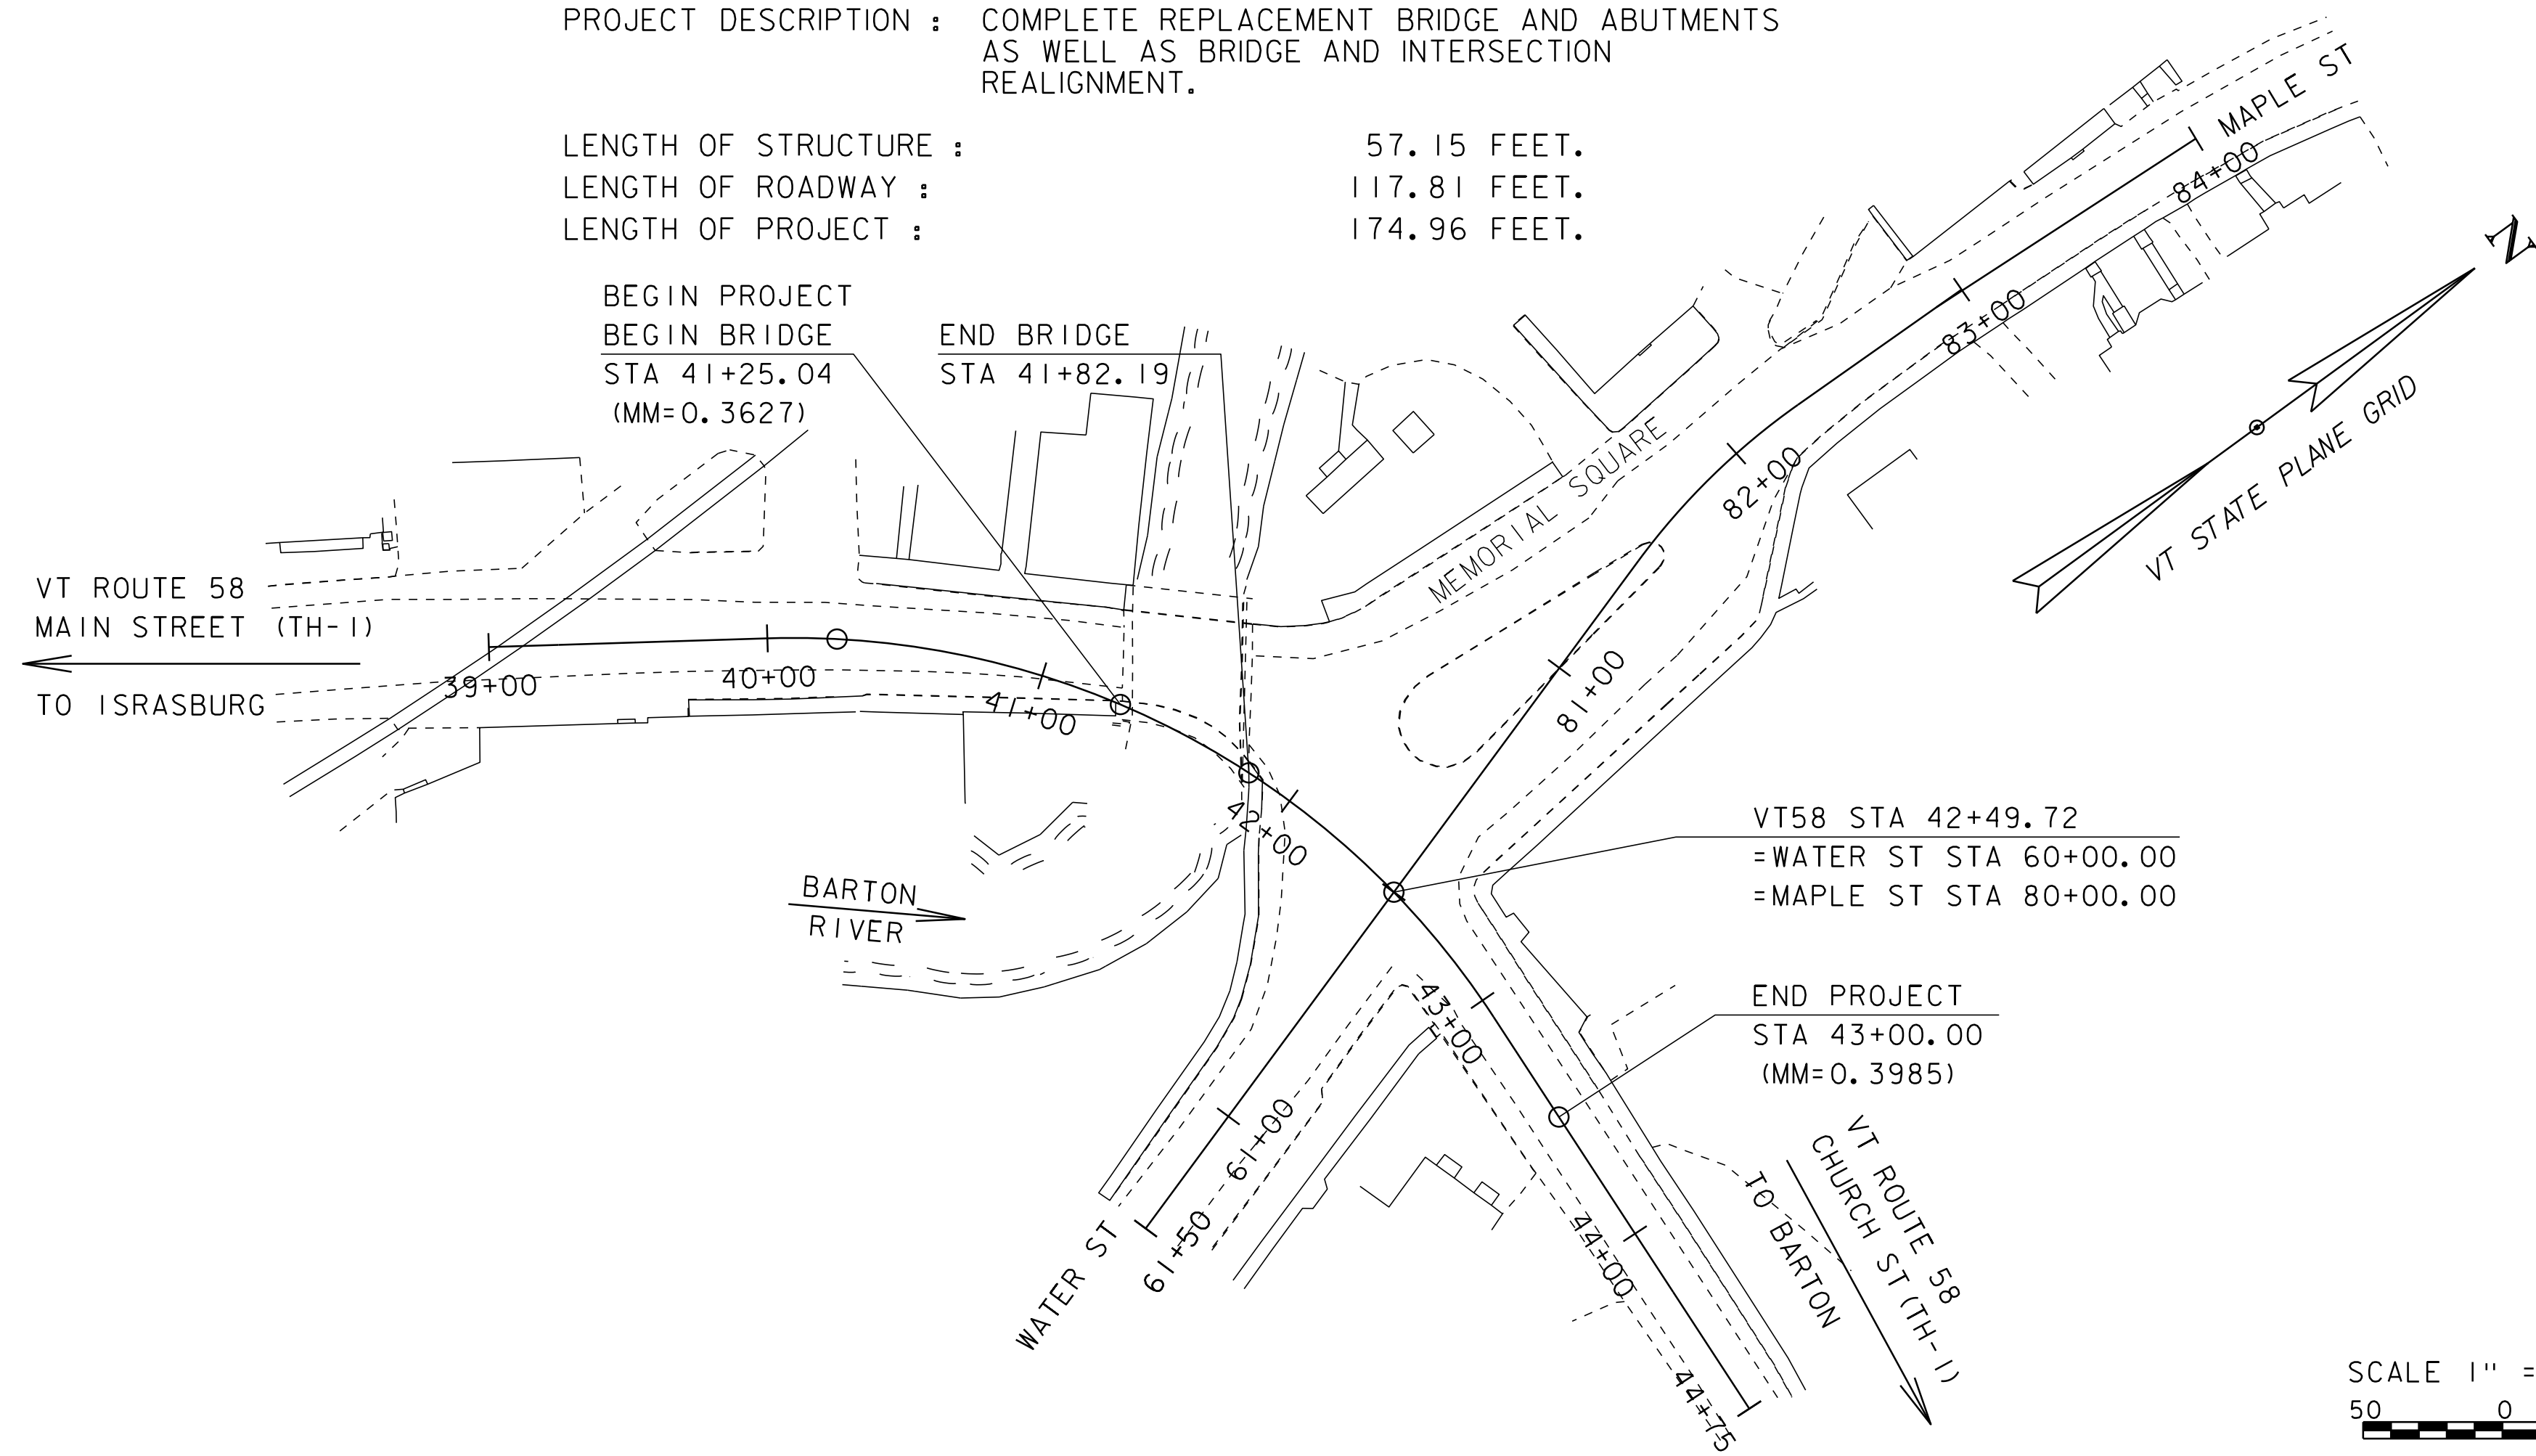 PROJECT DESCRIPTION : COMPLETE REPLACEMENT BRIDGE AND ABUTMENTS
AS WELL AS BRIDGE AND INTERSECTION
REALIGNMENT.
LENGTH OF STRUCTURE : 57.15 FEET.
LENGTH OF ROADWAY : 117.81 FEET.
LENGTH OF PROJECT : 174.96 FEET.
BEGIN PROJECT
BEGIN BRIDGE
STA 41+25.04
(MM=0.3627)
END BRIDGE
STA 41+82.19
MAPLE ST
84+00
83+00
82+00
81+00
N
VT STATE PLANE GRID
MEMORIAL SQUARE
VT ROUTE 58
MAIN STREET (TH-1)
TO ISRASBURG
39+00
40+00
41+00
42+00
BARTON
RIVER
VT58 STA 42+49.72
=WATER ST STA 60+00.00
=MAPLE ST STA 80+00.00
END PROJECT
STA 43+00.00
(MM=0.3985)
43+00
44+00
44+75
61+00
61+50
WATER ST
VT ROUTE 58
CHURCH ST (TH-1)
TO BARTON
SCALE 1" =
50 0